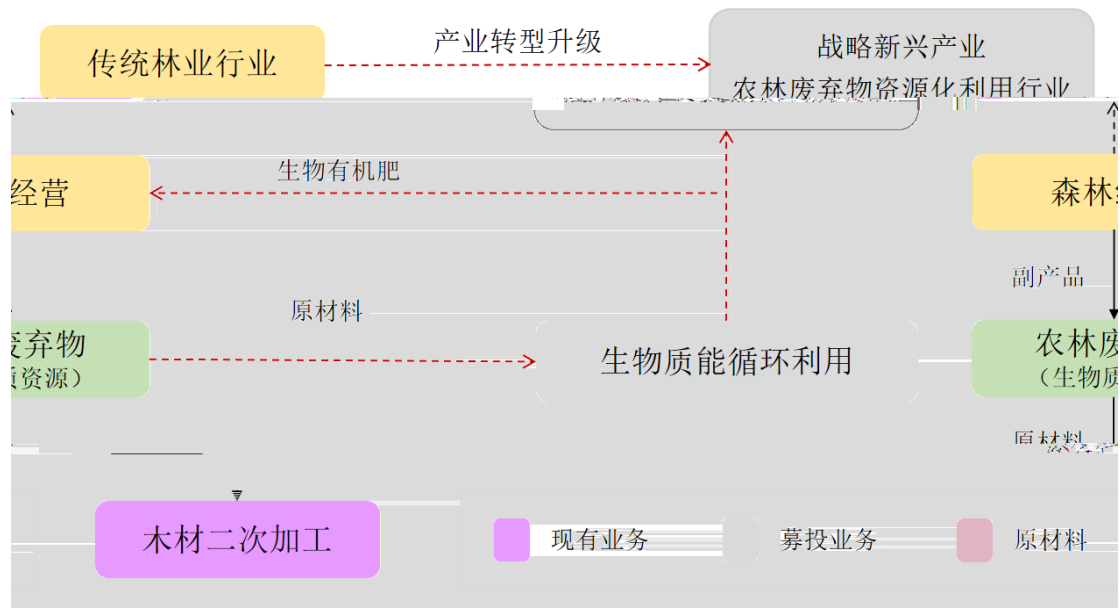 传统林业行业
产业转型升级
战略新兴产业
农林废弃物资源化利用行业
经营
生物有机肥
森林
副产品
原材料
弃物
资源）
生物质能循环利用
农林
（生物
原材料
木材二次加工
现有业务
募投业务
原材料